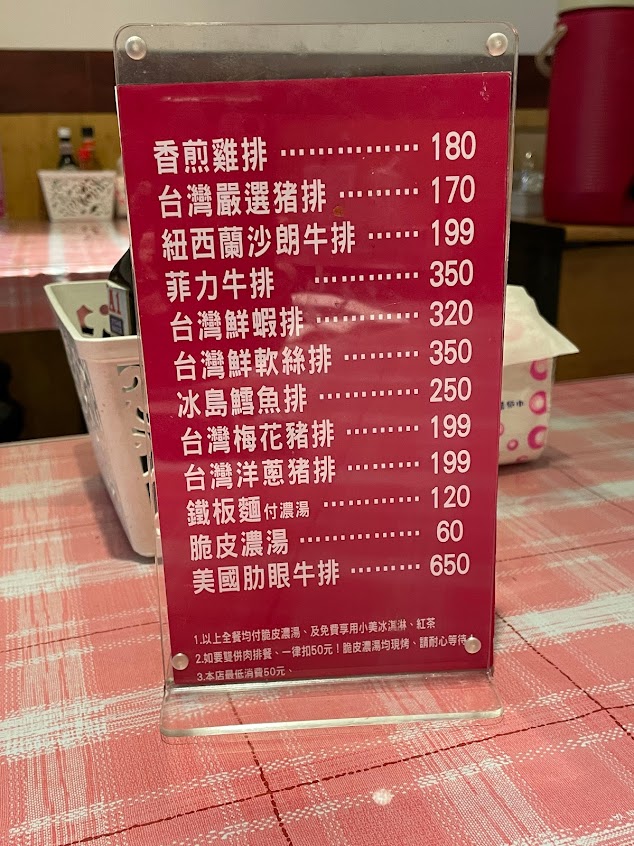 香煎雞排 ⋯⋯⋯⋯⋯ 180
台灣嚴選猪排 ⋯⋯⋯ 170
紐西蘭沙朗牛排 ⋯⋯ 199
菲力牛排 ⋯⋯⋯⋯ 350
台灣鮮蝦排 ⋯⋯⋯⋯ 320
台灣鮮軟絲排 ⋯⋯⋯ 350
冰島鱈魚排 ⋯⋯⋯⋯ 250
台灣梅花豬排 ⋯⋯⋯ 199
台灣洋蔥猪排 ⋯⋯⋯ 199
鐵板麵付濃湯 ⋯⋯⋯⋯ 120
脆皮濃湯 ⋯⋯⋯⋯⋯ 60
美國肋眼牛排 ⋯⋯⋯ 650
1.以上全餐均付脆皮濃湯、及免費享用小美冰淇淋、紅茶
2.如要雙併肉排餐、一律扣50元！脆皮濃湯均現烤、請耐心等待！
3.本店最低消費50元、
A1